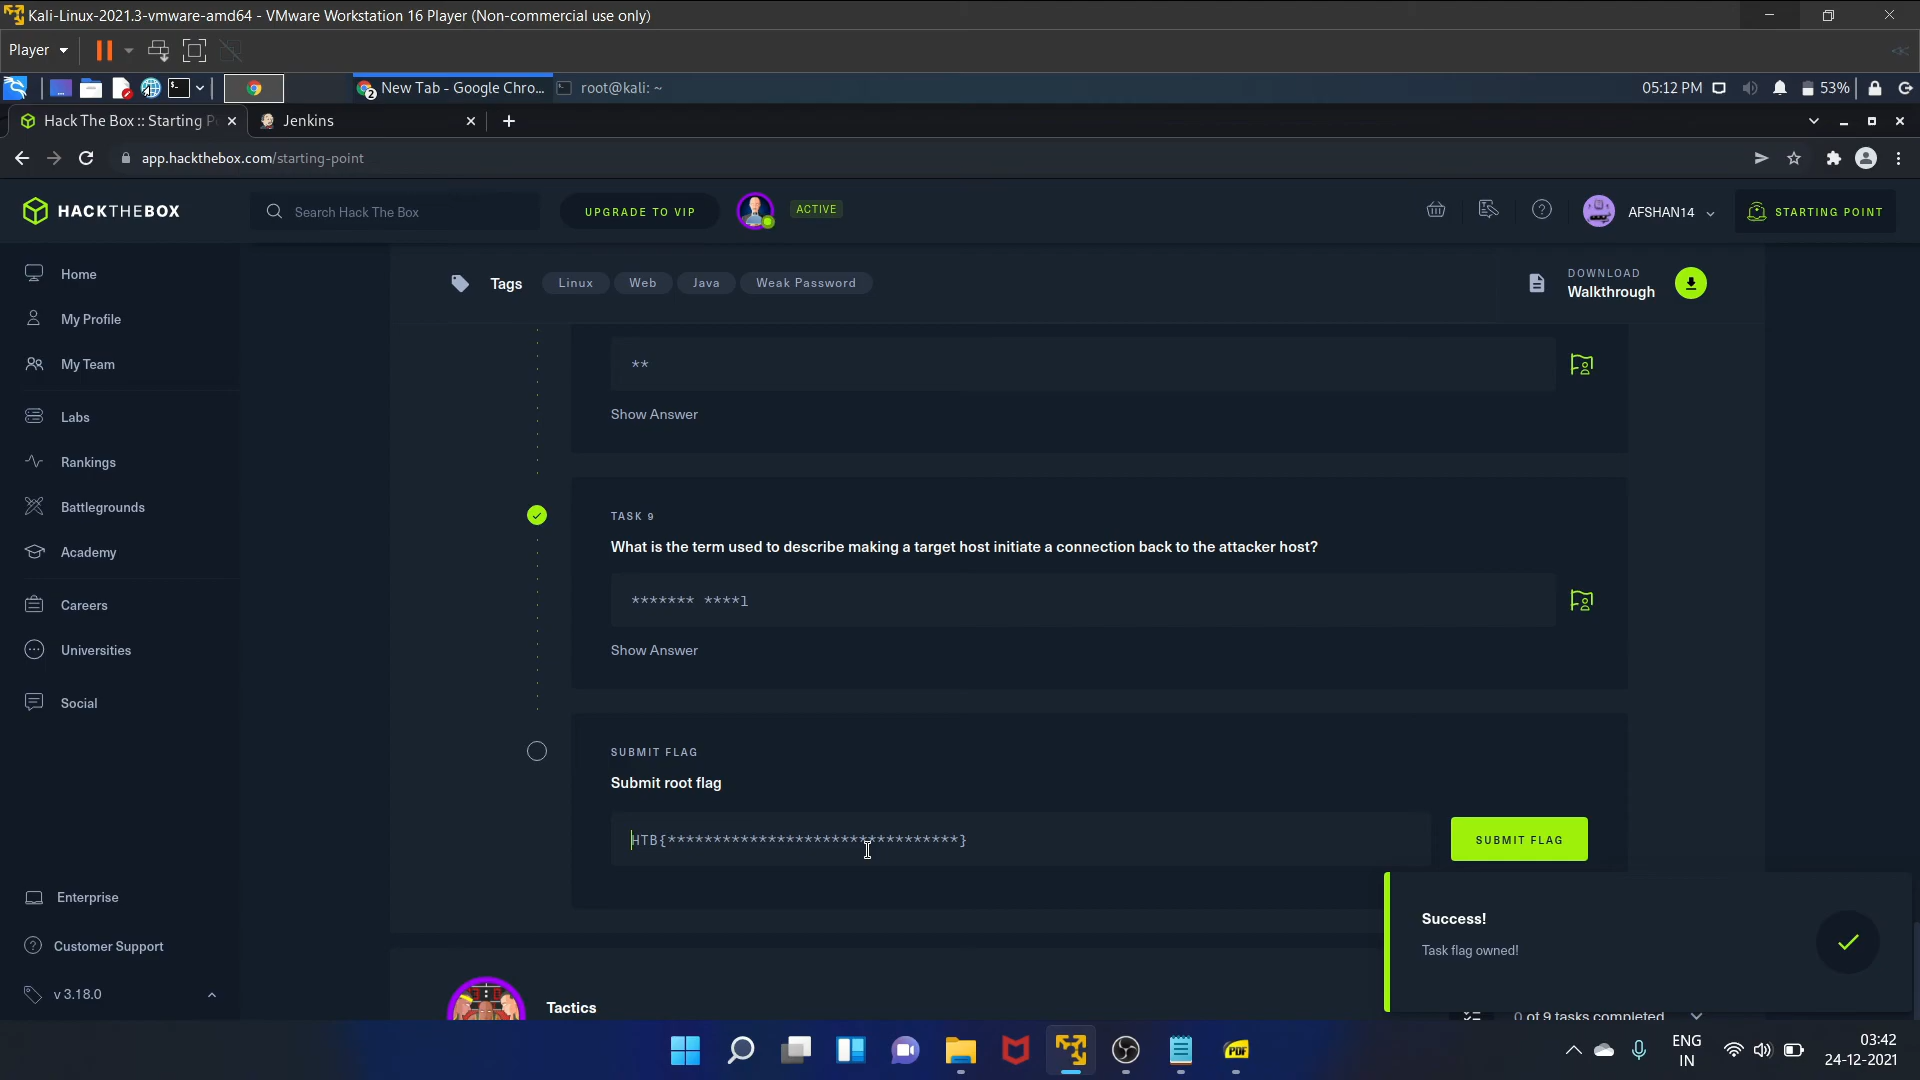 Kali-Linux-2021.3-vmware-amd64 - VMware Workstation 16 Player (Non-commercial use only)
Player
New Tab - Google Chro...
root@kali: ~
05:12 PM
53%
Hack The Box :: Starting P
Jenkins
app.hackthebox.com/starting-point
HACKTHEBOX
Search Hack The Box
UPGRADE TO VIP
ACTIVE
AFSHAN14
STARTING POINT
Home
My Profile
My Team
Labs
Rankings
Battlegrounds
Academy
Careers
Universities
Social
Enterprise
Customer Support
v 3.18.0
Tags
Linux
Web
Java
Weak Password
DOWNLOAD
Walkthrough
**
Show Answer
TASK 9
What is the term used to describe making a target host initiate a connection back to the attacker host?
******* ****l
Show Answer
SUBMIT FLAG
Submit root flag
HTB{********************************}
SUBMIT FLAG
Success!
Task flag owned!
Tactics
0 of 9 tasks completed
PDF
ENG
IN
03:42
24-12-2021